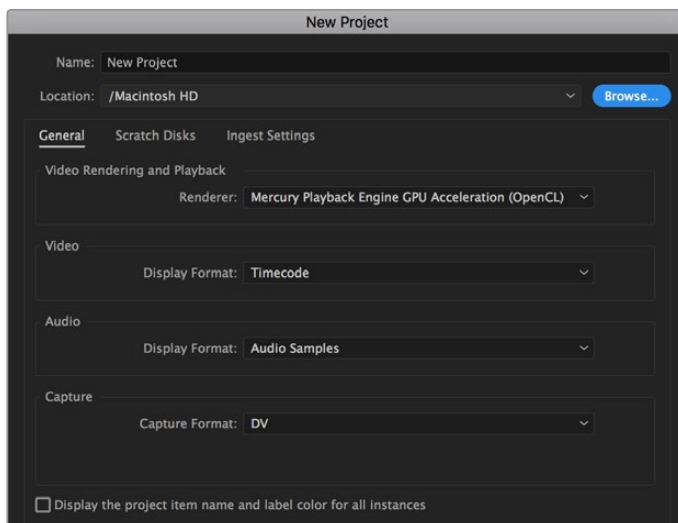 New Project
Name: New Project
Location: /Macintosh HD Browse...
General Scratch Disks Ingest Settings
Video Rendering and Playback
Renderer: Mercury Playback Engine GPU Acceleration (OpenCL)
Video
Display Format: Timecode
Audio
Display Format: Audio Samples
Capture
Capture Format: DV
Display the project item name and label color for all instances